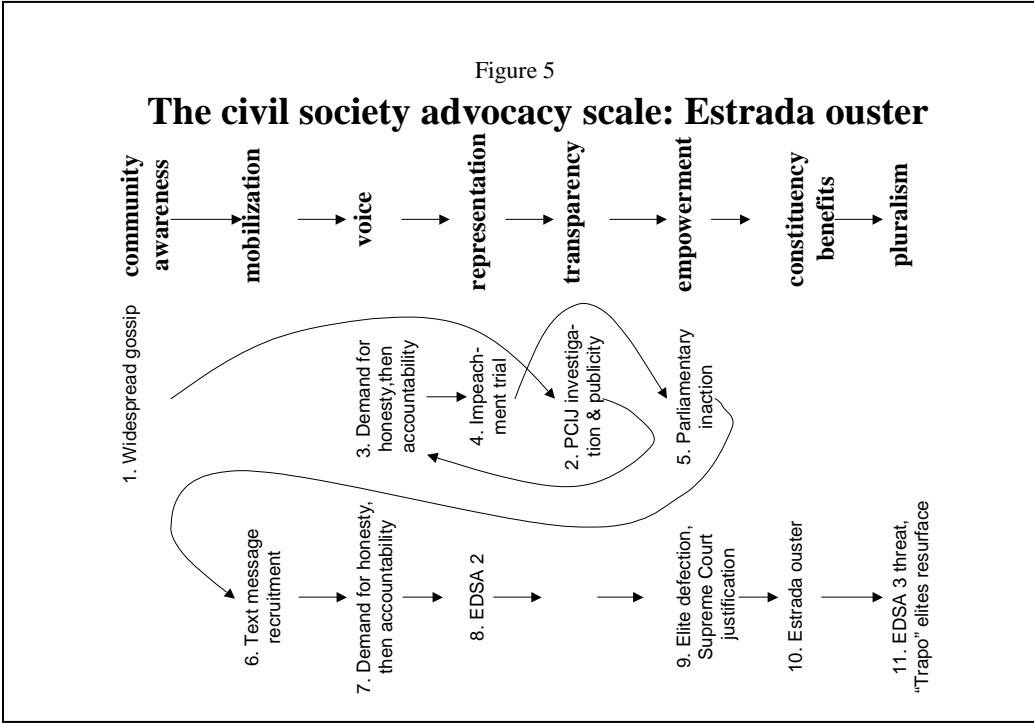 Figure 5
The civil society advocacy scale: Estrada ouster
community
awareness
mobilization
voice
representation
transparency
empowerment
constituency
benefits
pluralism
1. Widespread gossip
3. Demand for
honesty,then
accountability
4. Impeach-
ment trial
2. PCIJ investiga-
tion & publicity
5. Parliamentary
inaction
6. Text message
recruitment
7. Demand for honesty,
then accountability
8. EDSA 2
9. Elite defection,
Supreme Court
justification
10. Estrada ouster
11. EDSA 3 threat,
“Trapo” elites resurface